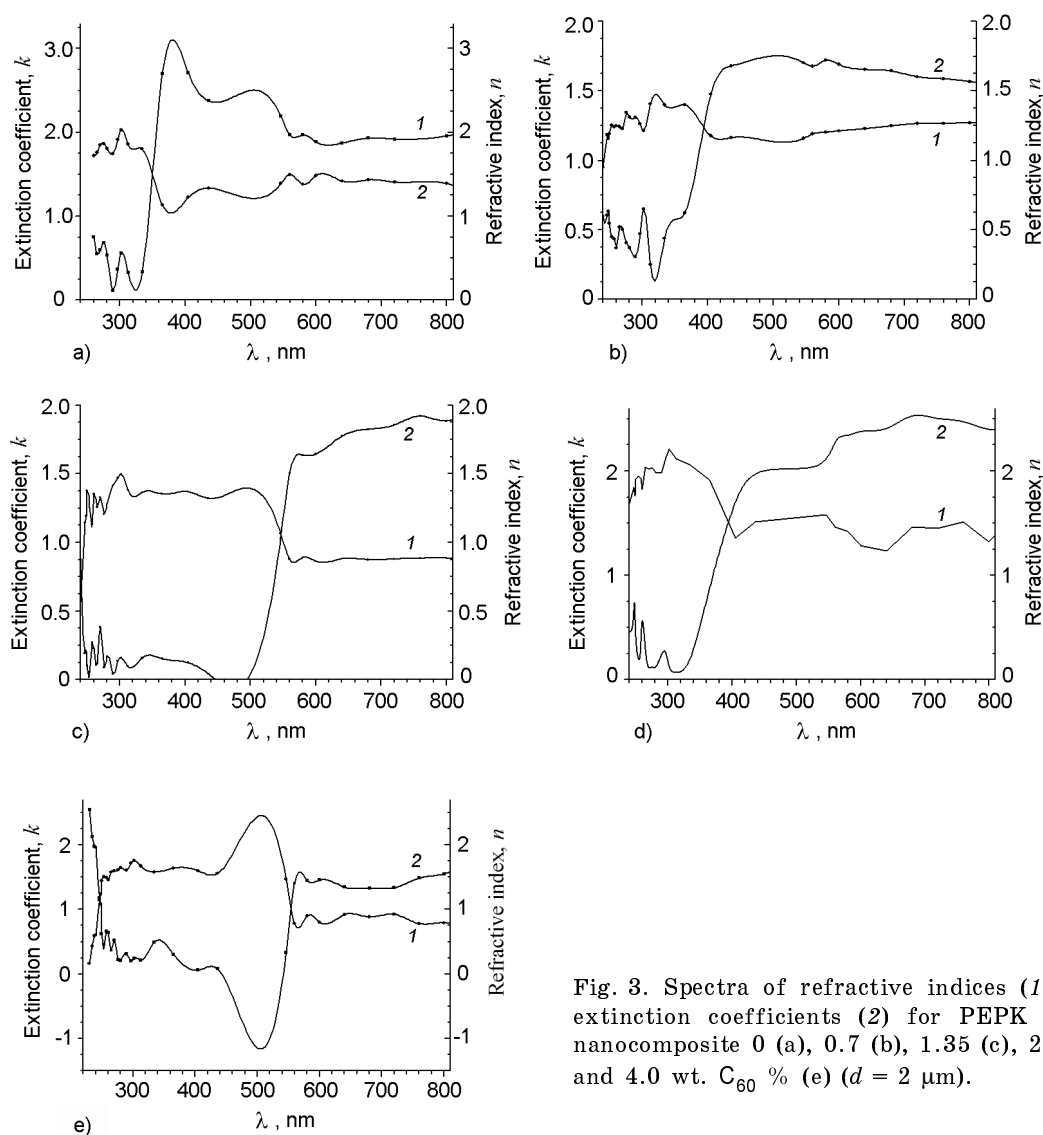 Extinction coefficient, k
3.0
2.0
1.0
0
Refractive index, n
3
2
1
0
1
2
300 400 500 600 700 800
a)
λ , nm
Extinction coefficient, k
2.0
1.5
1.0
0.5
0
Refractive index, n
2.0
1.5
1.0
0.5
0
2
1
300 400 500 600 700 800
b)
λ , nm
Extinction coefficient, k
2.0
1.5
1.0
0.5
0
Refractive index, n
2.0
1.5
1.0
0.5
0
2
1
300 400 500 600 700 800
c)
λ , nm
Extinction coefficient, k
2
1
0
Refractive index, n
2
1
0
2
1
300 400 500 600 700 800
d)
λ , nm
Extinction coefficient, k
2
1
0
-1
Refractive index, n
2
1
0
-1
2
1
300 400 500 600 700 800
e)
λ , nm
Fig. 3. Spectra of refractive indices (1
extinction coefficients (2) for PEPK
nanocomposite 0 (a), 0.7 (b), 1.35 (c), 2
and 4.0 wt. C₆₀ % (e) (d = 2 μm).